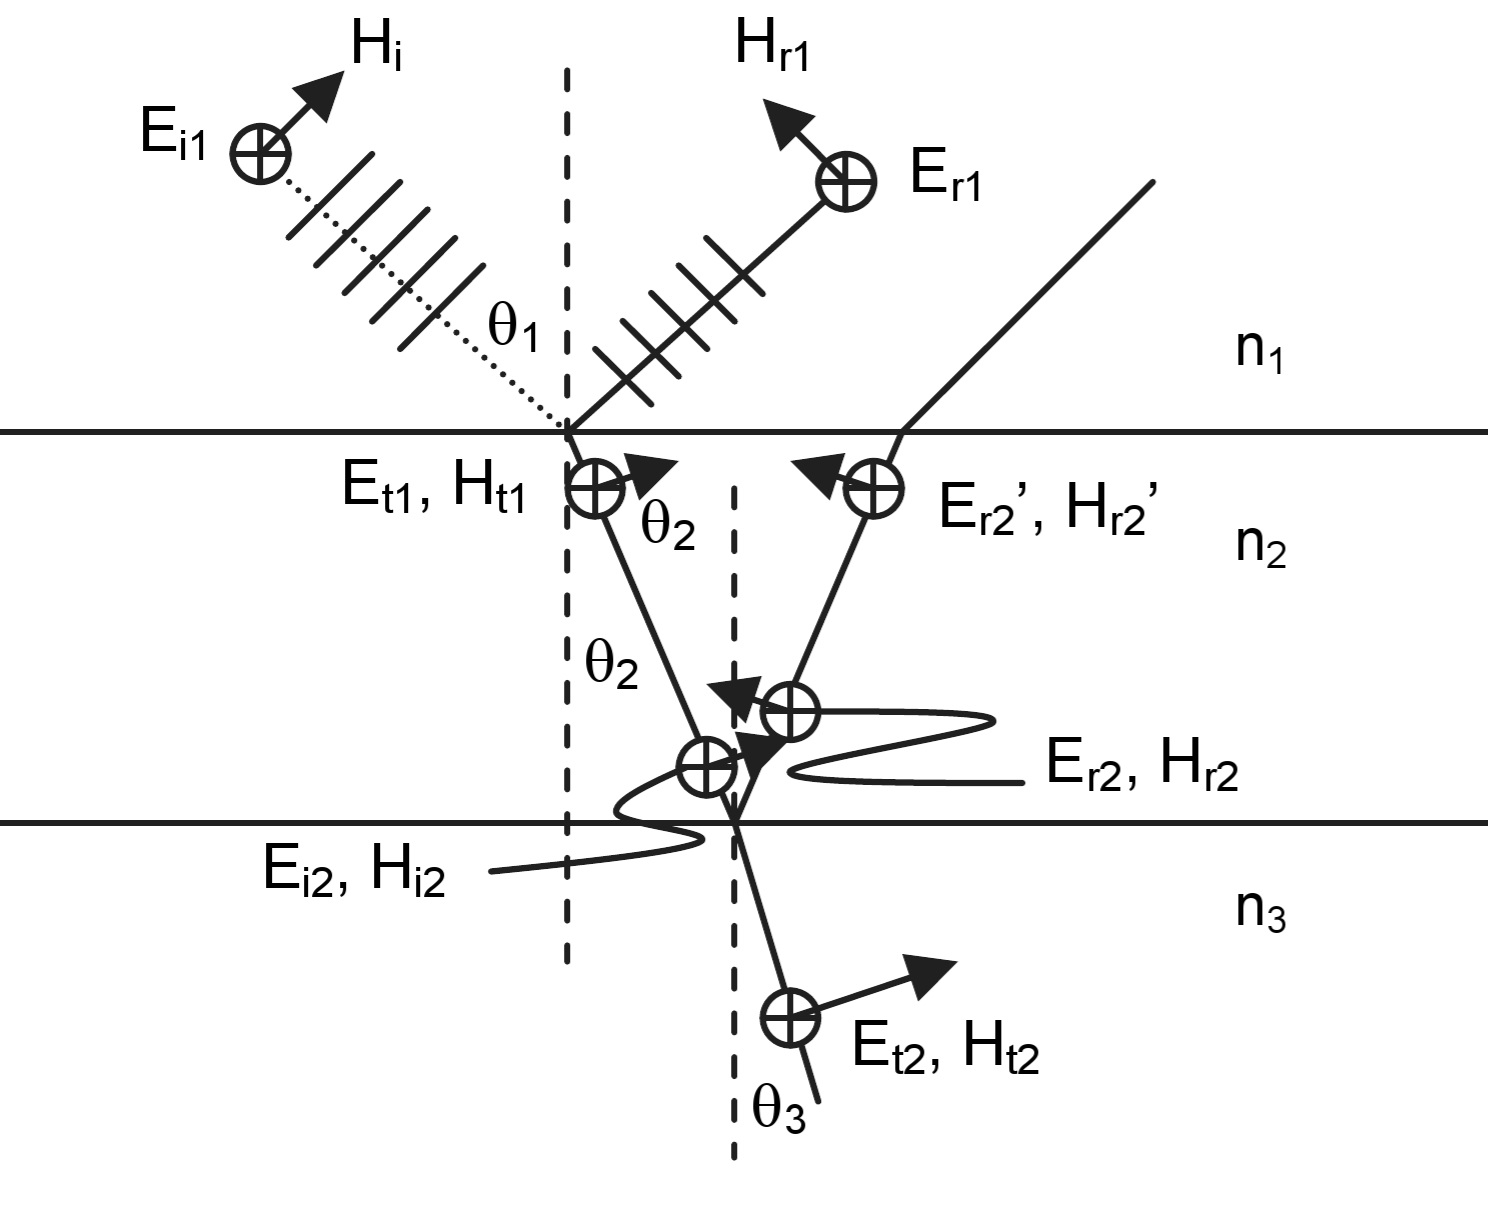 Hi
Hr1
Ei1
Er1
θ1
n1
Et1, Ht1
θ2
Er2’, Hr2’
n2
θ2
Er2, Hr2
Ei2, Hi2
n3
Et2, Ht2
θ3